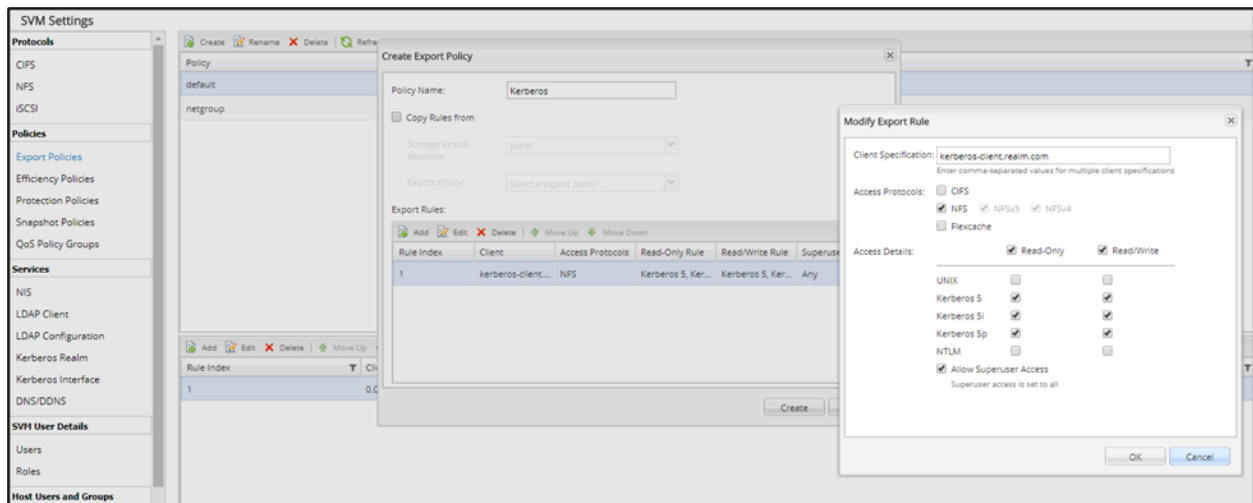 SVM Settings
Protocols
CIFS
NFS
iSCSI
Policies
Export Policies
Efficiency Policies
Protection Policies
Snapshot Policies
QoS Policy Groups
Services
NIS
LDAP Client
LDAP Configuration
Kerberos Realm
Kerberos Interface
DNS/DDNS
SVM User Details
Users
Roles
Host Users and Groups
Create Rename Delete
Policy
default
netgroup
Add Edit Delete Move Up
Rule Index
1
Create Export Policy
Policy Name: Kerberos
Copy Rules from
Storage Virtual Machine: parisi
Export Policy: Select a export policy...
Export Rules:
Add Edit Delete Move Up Move Down
Rule Index Client Access Protocols Read-Only Rule Read/Write Rule Superuse
1 kerberos-client.... NFS Kerberos 5, Ker... Kerberos 5, Ker... Any
Create
Modify Export Rule
Client Specification: kerberos-client.realm.com
Enter comma-separated values for multiple client specifications
Access Protocols: CIFS
NFS NFSv3 NFSv4
Flexcache
Access Details: Read-Only Read/Write
UNIX
Kerberos 5
Kerberos 5i
Kerberos 5p
NTLM
Allow Superuser Access
Superuser access is set to all
OK Cancel